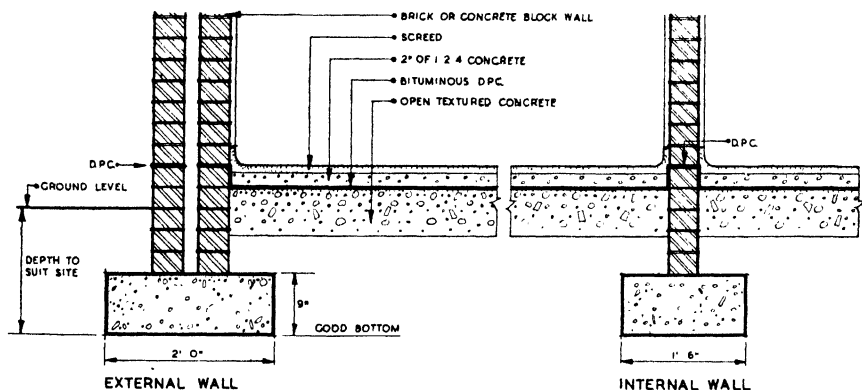 BRICK OR CONCRETE BLOCK WALL
SCREED
2" OF 1 2 4 CONCRETE
BITUMINOUS D.P.C.
OPEN TEXTURED CONCRETE
D.P.C.
D.P.C.
GROUND LEVEL
DEPTH TO
SUIT SITE
9"
GOOD BOTTOM
2' 0"
1' 6"
EXTERNAL WALL
INTERNAL WALL